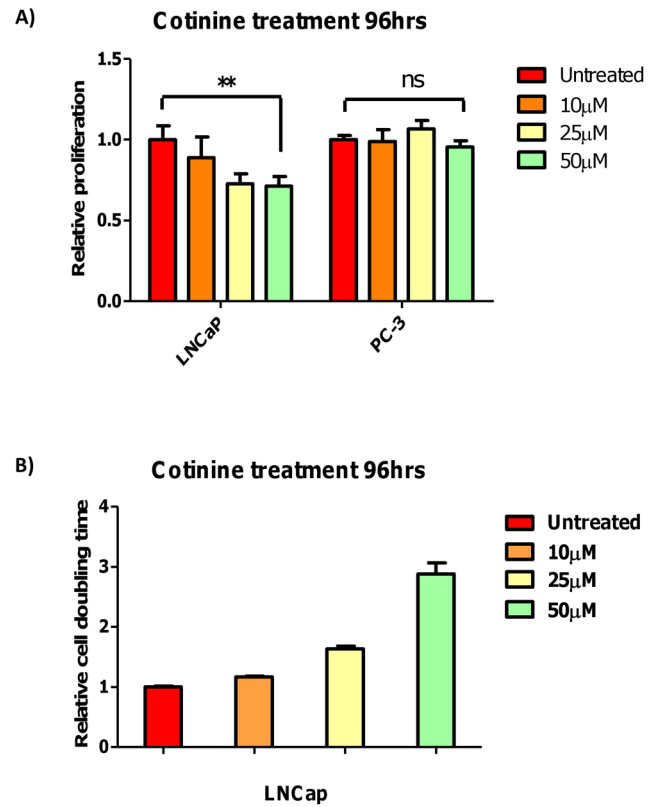 A)
Cotinine treatment 96hrs
Relative proliferation
1.5
1.0
0.5
0.0
**
ns
LNCaP
PC-3
Untreated
10μM
25μM
50μM
B)
Cotinine treatment 96hrs
Relative cell doubling time
4
3
2
1
0
LNCap
Untreated
10μM
25μM
50μM